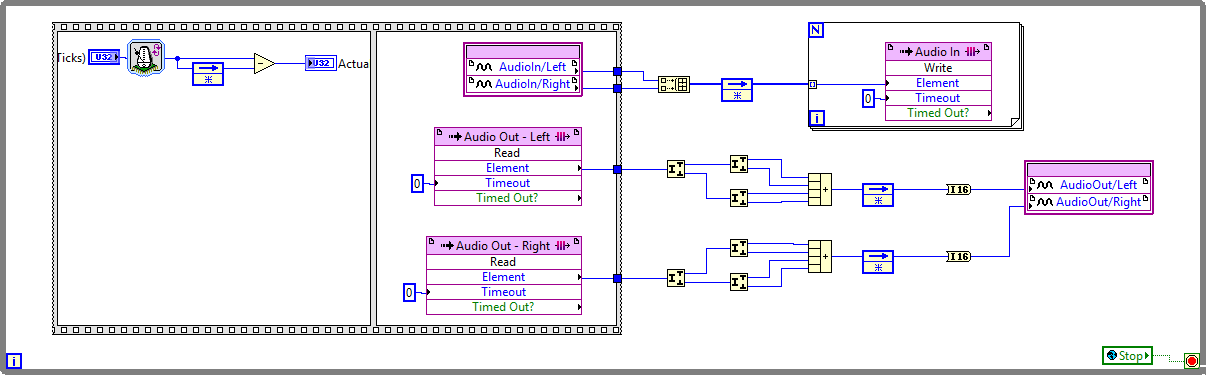 Ticks)
U32
U32
Actua
AudioIn/Left
AudioIn/Right
Audio Out - Left
Read
Element
0
Timeout
Timed Out?
Audio Out - Right
Read
Element
0
Timeout
Timed Out?
N
Audio In
Write
Element
0
Timeout
Timed Out?
i
I16
I16
AudioOut/Left
AudioOut/Right
i
Stop